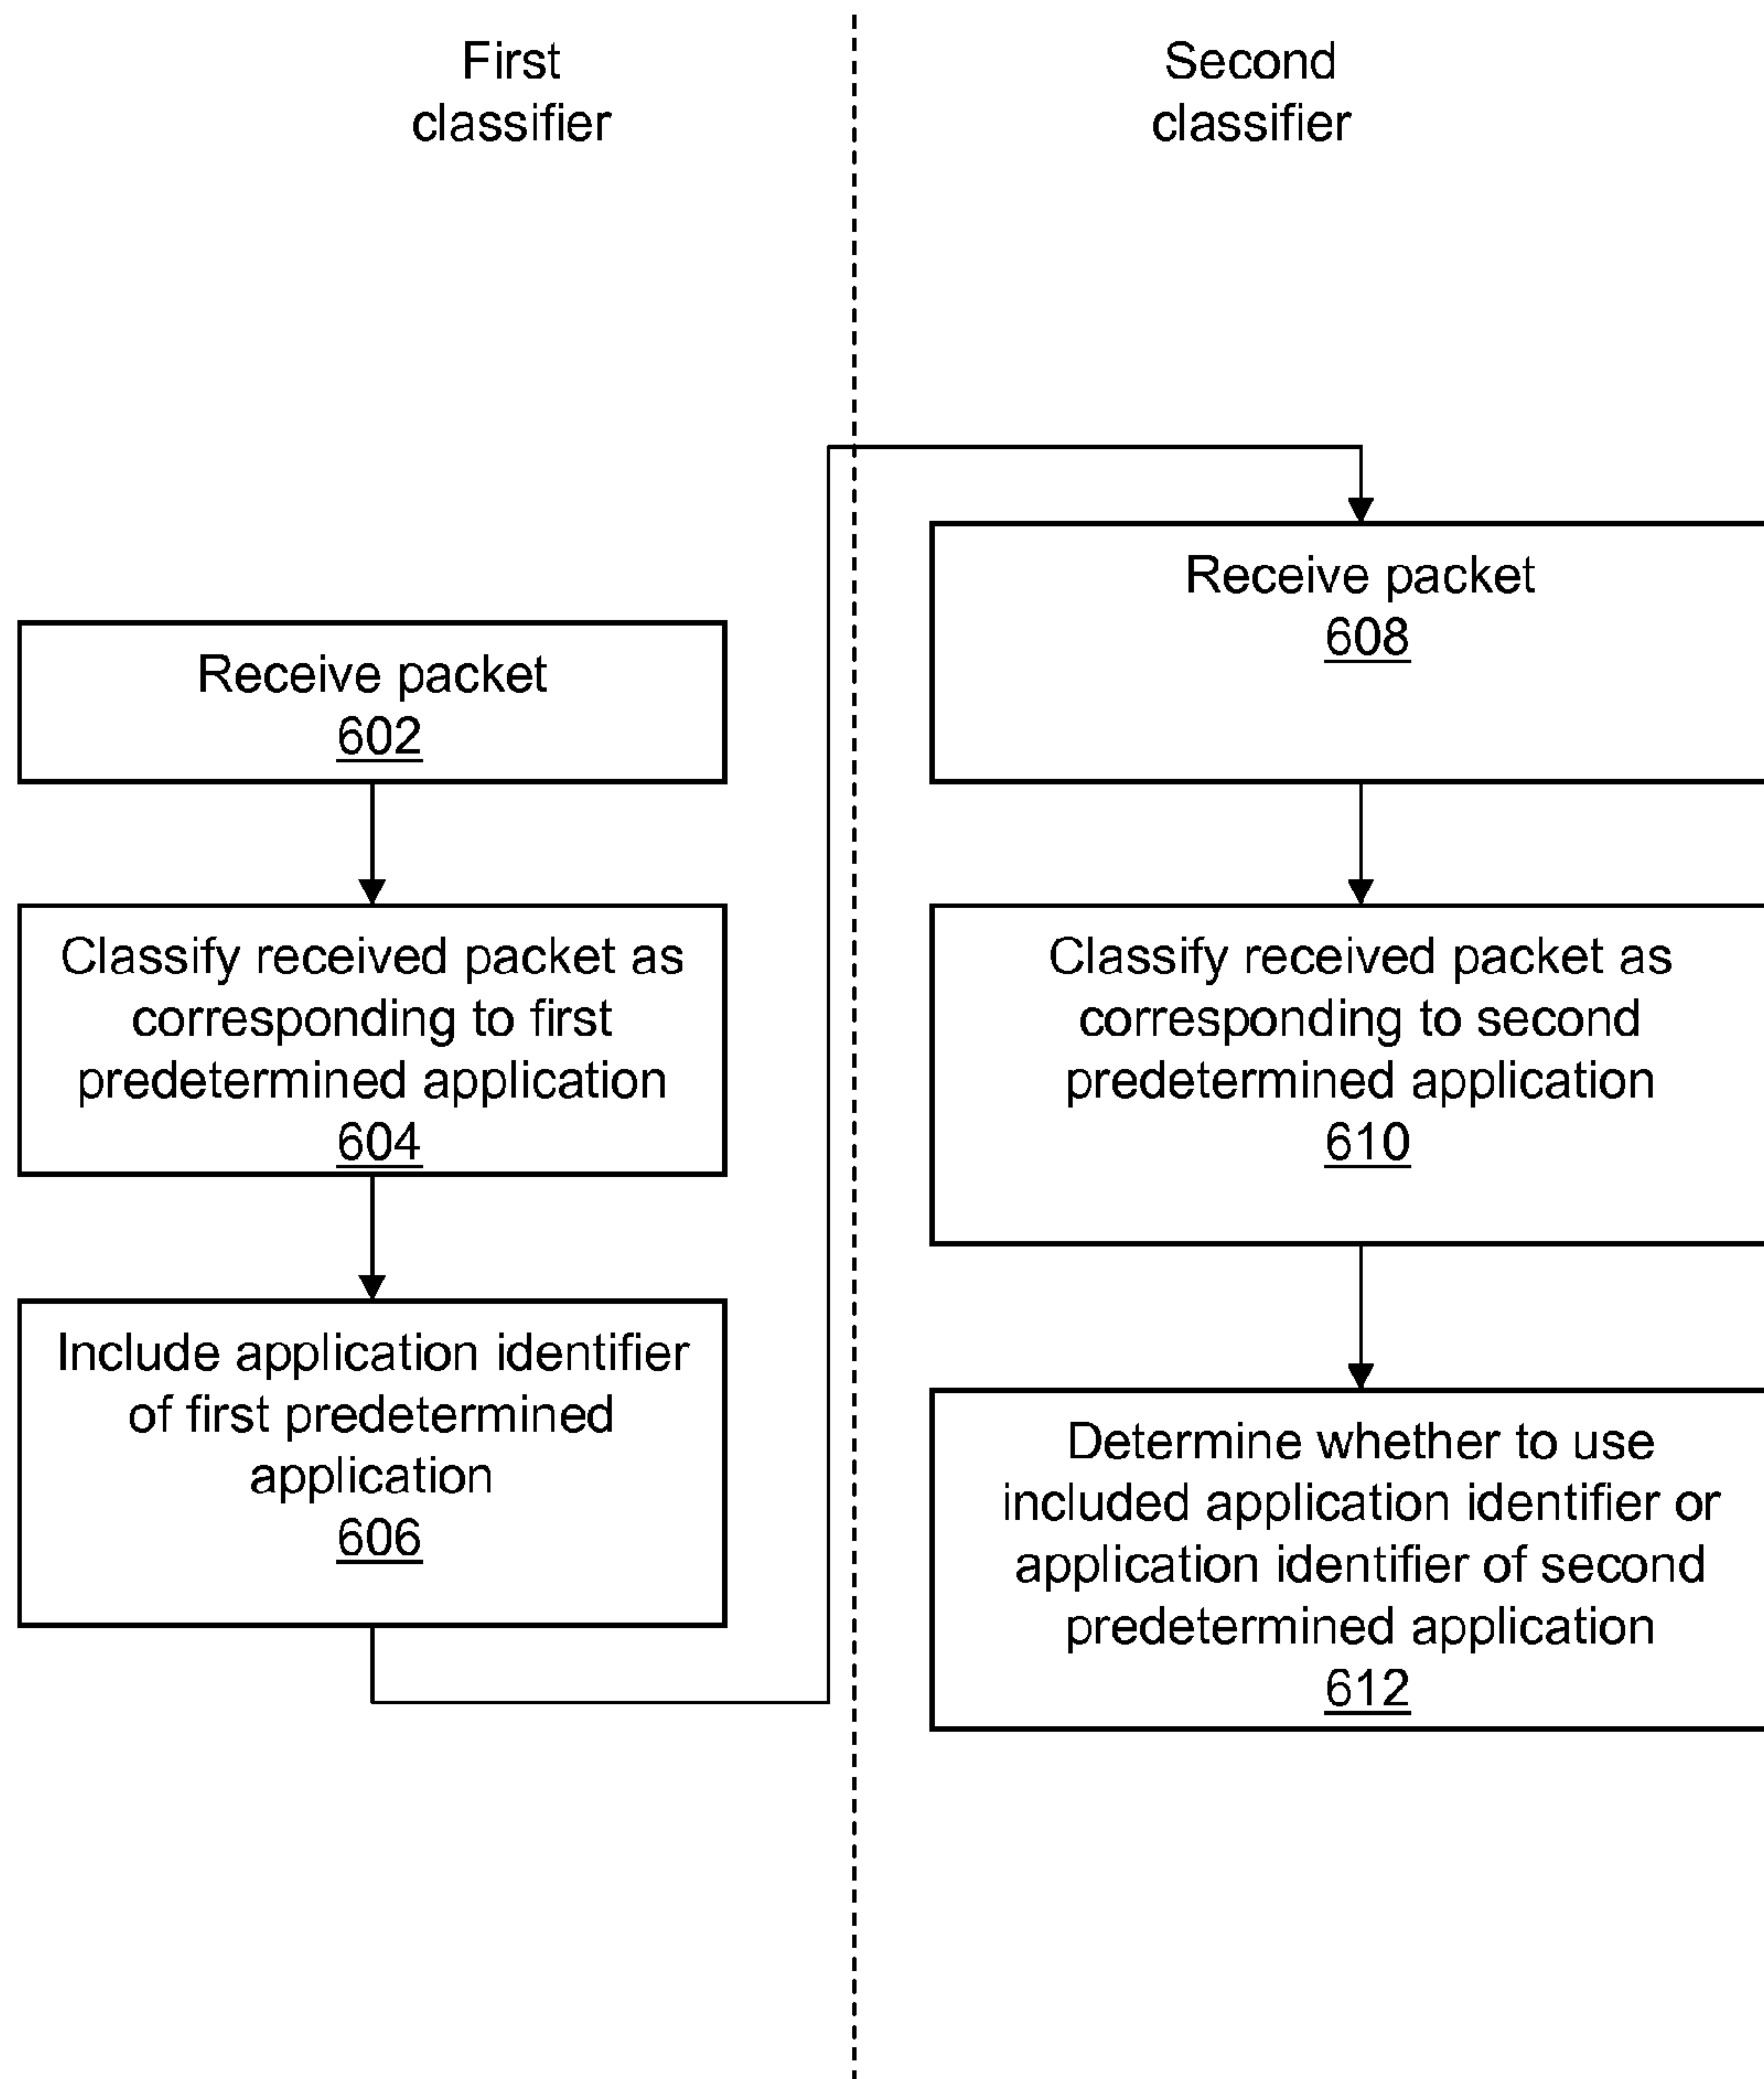 First
classifier
Second
classifier
Receive packet
602
Classify received packet as
corresponding to first
predetermined application
604
Include application identifier
of first predetermined
application
606
Receive packet
608
Classify received packet as
corresponding to second
predetermined application
610
Determine whether to use
included application identifier or
application identifier of second
predetermined application
612